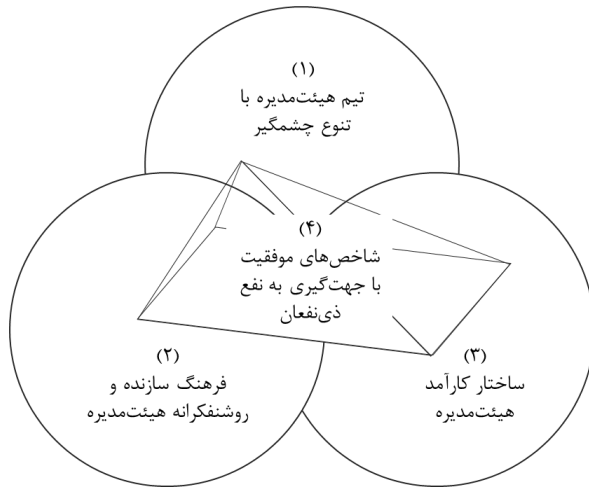 (۱)
تیم هیئت‌مدیره با
تنوع چشمگیر
(۴)
شاخص‌های موفقیت
با جهت‌گیری به نفع
ذی‌نفعان
(۲)
فرهنگ سازنده و
روشنفکرانه هیئت‌مدیره
(۳)
ساختار کارآمد
هیئت‌مدیره